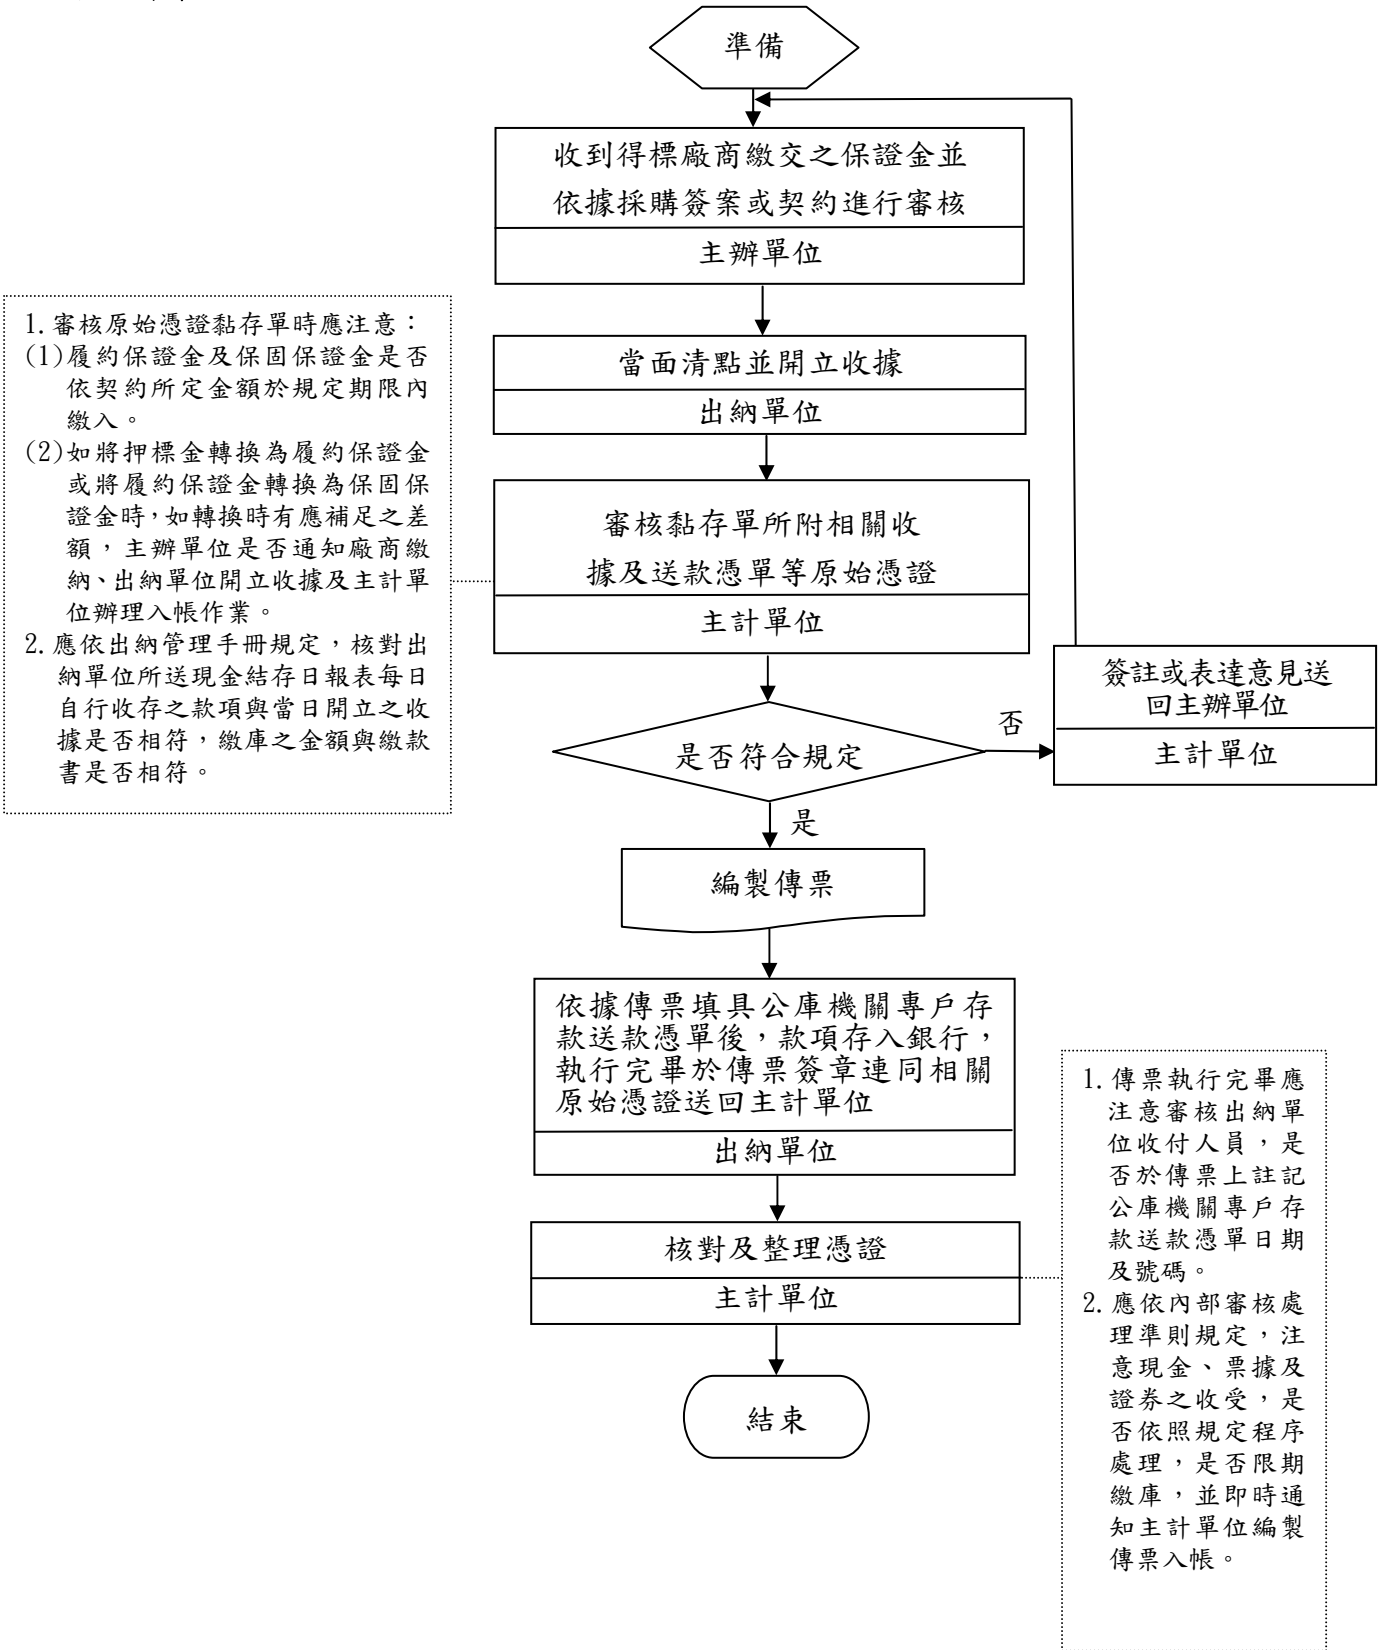 準備
收到得標廠商繳交之保證金並
依據採購簽案或契約進行審核
主辦單位
當面清點並開立收據
出納單位
1.審核原始憑證黏存單時應注意：
(1)履約保證金及保固保證金是否
依契約所定金額於規定期限內
繳入。
(2)如將押標金轉換為履約保證金
或將履約保證金轉換為保固保
證金時，如轉換時有應補足之差
額，主辦單位是否通知廠商繳
納、出納單位開立收據及主計單
位辦理入帳作業。
2.應依出納管理手冊規定，核對出
納單位所送現金結存日報表每日
自行收存之款項與當日開立之收
據是否相符，繳庫之金額與繳款
書是否相符。
審核黏存單所附相關收
據及送款憑單等原始憑證
主計單位
是否符合規定
否
簽註或表達意見送
回主辦單位
主計單位
是
編製傳票
依據傳票填具公庫機關專戶存
款送款憑單後，款項存入銀行，
執行完畢於傳票簽章連同相關
原始憑證送回主計單位
出納單位
核對及整理憑證
主計單位
1.傳票執行完畢應
注意審核出納單
位收付人員，是
否於傳票上註記
公庫機關專戶存
款送款憑單日期
及號碼。
2.應依內部審核處
理準則規定，注
意現金、票據及
證券之收受，是
否依照規定程序
處理，是否限期
繳庫，並即時通
知主計單位編製
傳票入帳。
結束